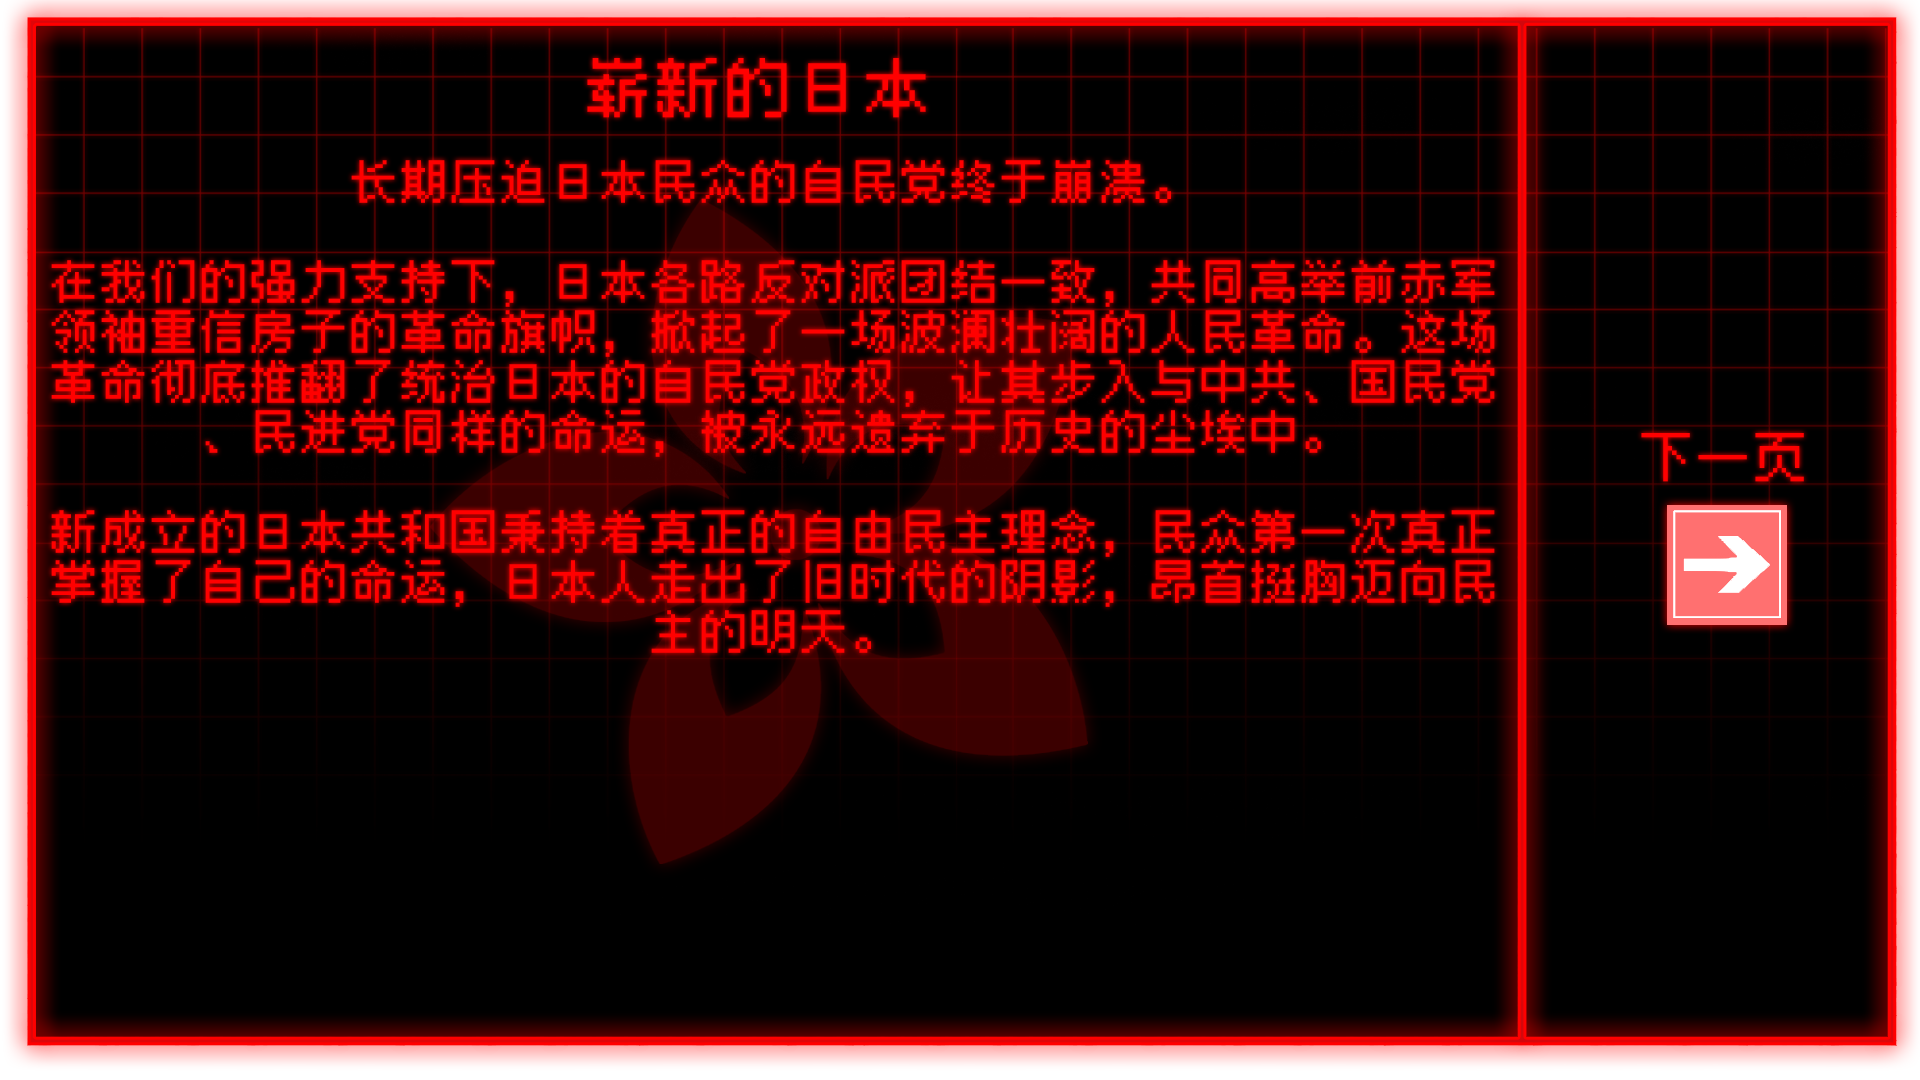 崭新的日本
长期压迫日本民众的自民党终于崩溃。
在我们的强力支持下，日本各路反对派团结一致，共同高举前赤军
领袖重信房子的革命旗帜，掀起了一场波澜壮阔的人民革命。这场
革命彻底推翻了统治日本的自民党政权，让其步入与中共、国民党
、民进党同样的命运，被永远遗弃于历史的尘埃中。
新成立的日本共和国秉持着真正的自由民主理念，民众第一次真正
掌握了自己的命运，日本人走出了旧时代的阴影，昂首挺胸迈向民
主的明天。
下一页